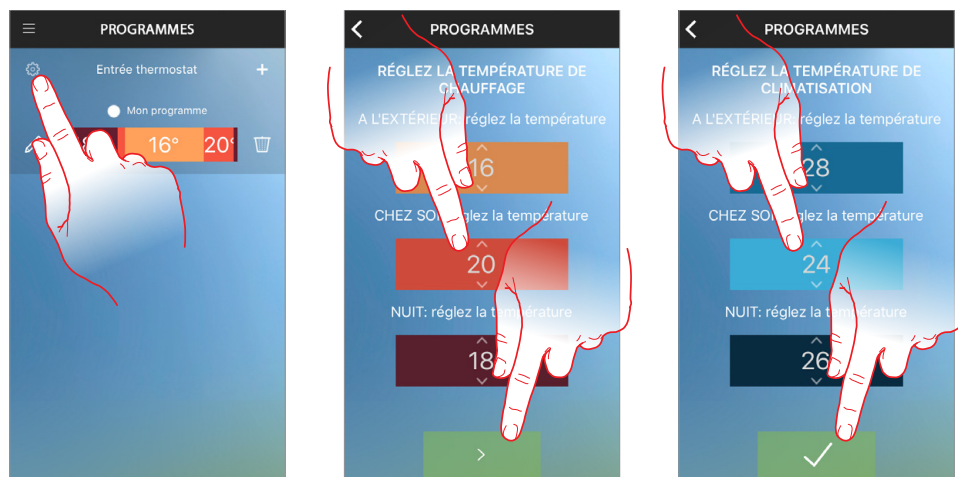 PROGRAMMES
Entrée thermostat +
Mon programme
16° 20°
PROGRAMMES
RÉGLEZ LA TEMPÉRATURE DE
CHAUFFAGE
A L'EXTÉRIEUR: réglez la température
16
CHEZ SOI: réglez la température
20
NUIT: réglez la température
18
>
PROGRAMMES
RÉGLEZ LA TEMPÉRATURE DE
CLIMATISATION
A L'EXTÉRIEUR: réglez la température
28
CHEZ SOI: réglez la température
24
NUIT: réglez la température
26